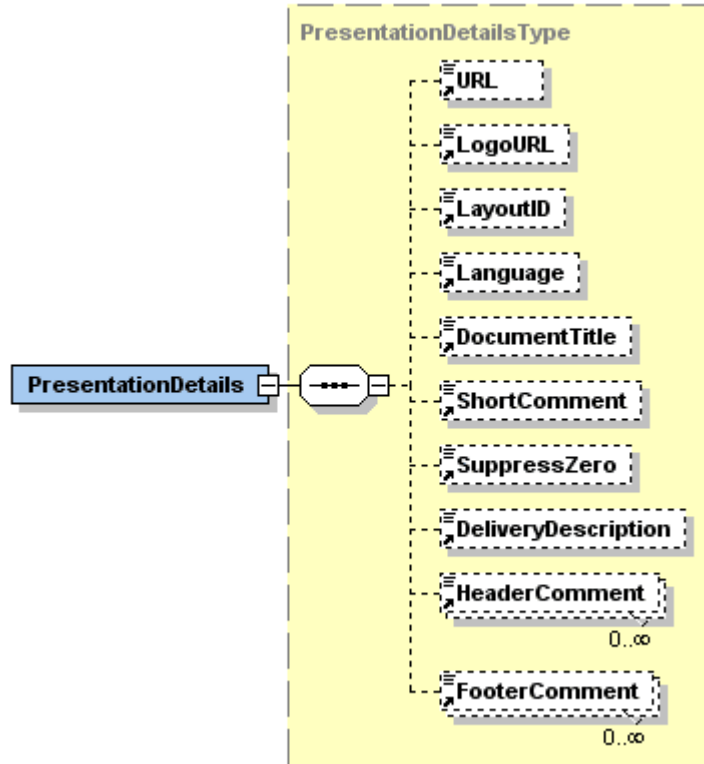 PresentationDetailsType
URL
LogoURL
LayoutID
Language
DocumentTitle
PresentationDetails
ShortComment
SuppressZero
DeliveryDescription
HeaderComment
0..∞
FooterComment
0..∞